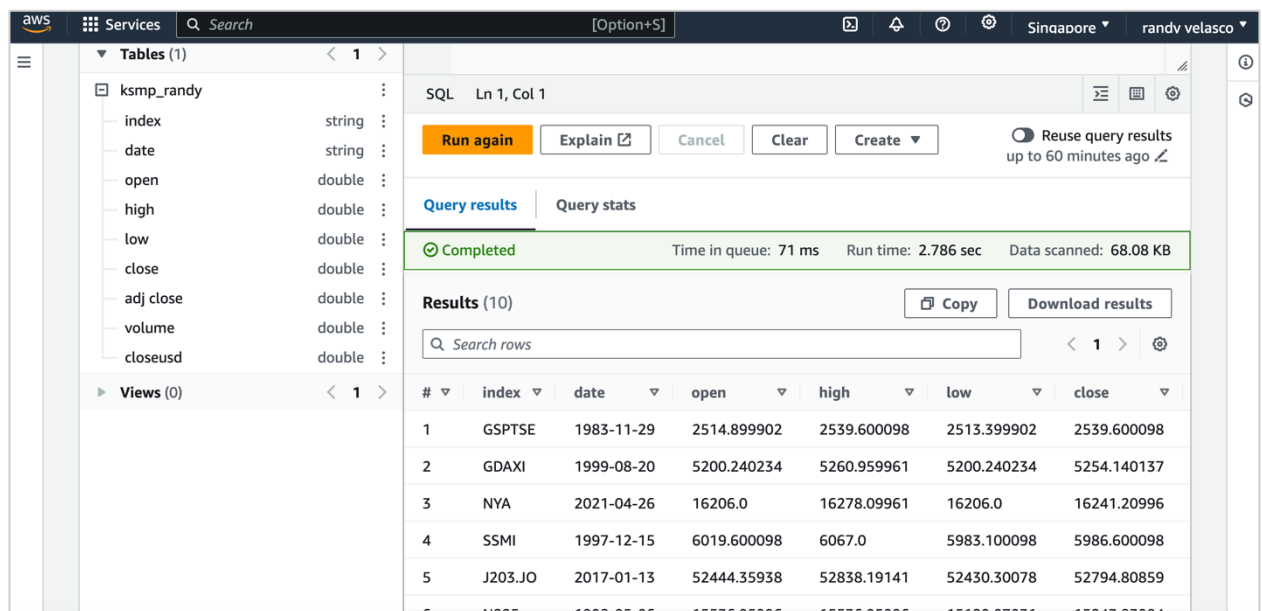 aws Services Search [Option+S] Singapore randy velasco
Tables (1) 1
ksmp_randy
index string
date string
open double
high double
low double
close double
adj close double
volume double
closeusd double
Views (0) 1
SQL Ln 1, Col 1
Run again Explain Cancel Clear Create Reuse query results
up to 60 minutes ago
Query results Query stats
Completed Time in queue: 71 ms Run time: 2.786 sec Data scanned: 68.08 KB
Results (10) Copy Download results
Search rows 1
# index date open high low close
1 GSPTSE 1983-11-29 2514.899902 2539.600098 2513.399902 2539.600098
2 GDAXI 1999-08-20 5200.240234 5260.959961 5200.240234 5254.140137
3 NYA 2021-04-26 16206.0 16278.09961 16206.0 16241.20996
4 SSMI 1997-12-15 6019.600098 6067.0 5983.100098 5986.600098
5 J203.JO 2017-01-13 52444.35938 52838.19141 52430.30078 52794.80859